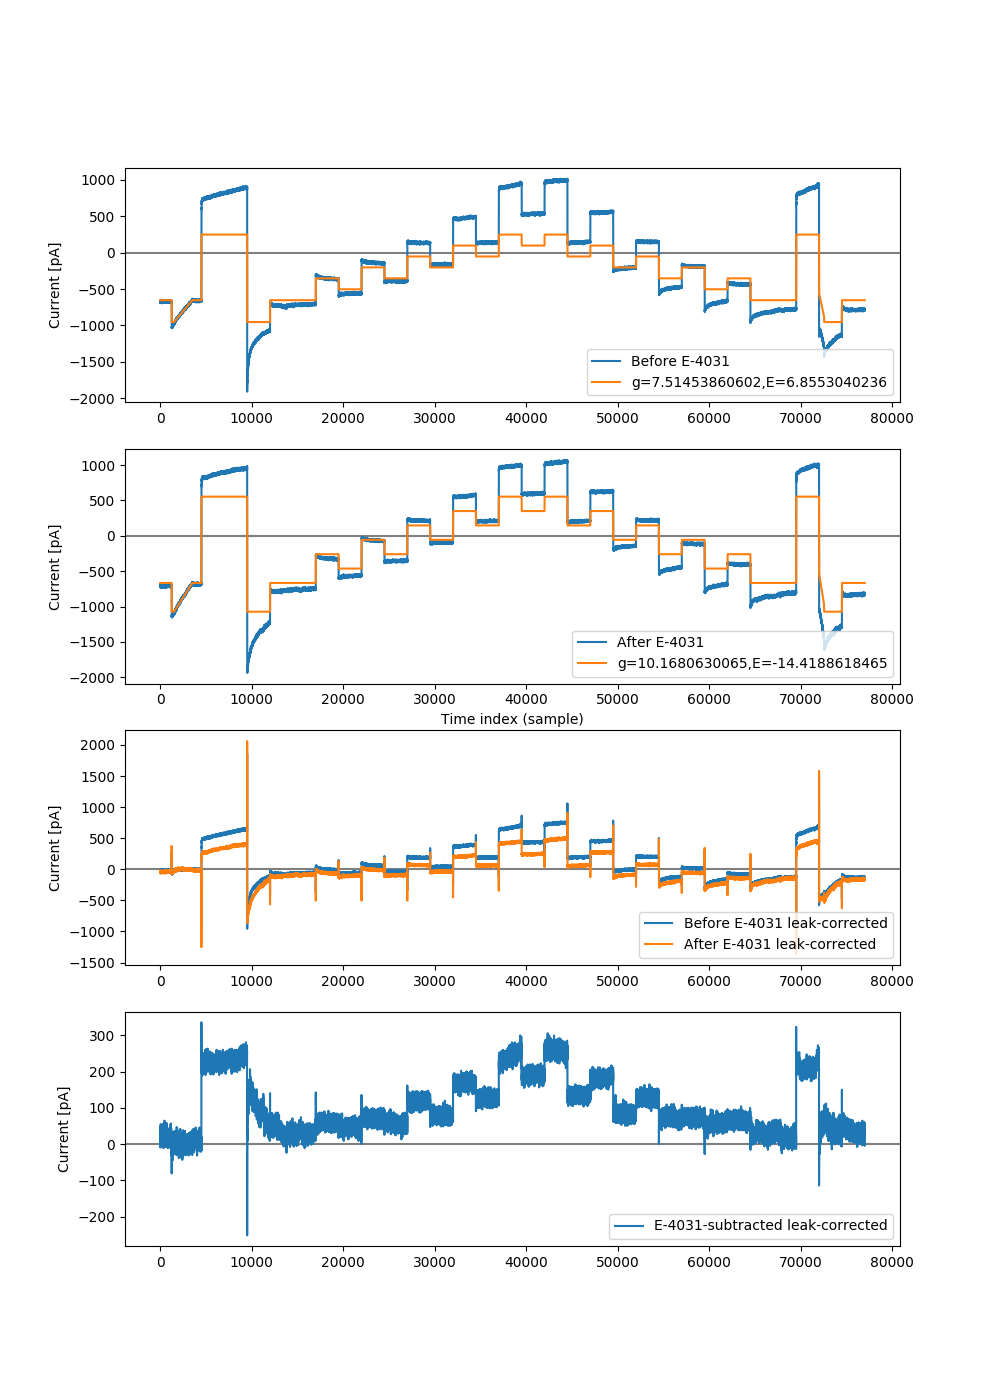 1000
500
0
−500
−1000
−1500
−2000
Current [pA]
0 10000 20000 30000 40000 50000 60000 70000 80000
Before E-4031
g=7.51453860602,E=6.8553040236
1000
500
0
−500
−1000
−1500
−2000
Current [pA]
0 10000 20000 30000 40000 50000 60000 70000 80000
Time index (sample)
After E-4031
g=10.1680630065,E=-14.4188618465
2000
1500
1000
500
0
−500
−1000
−1500
Current [pA]
0 10000 20000 30000 40000 50000 60000 70000 80000
Before E-4031 leak-corrected
After E-4031 leak-corrected
300
200
100
0
−100
−200
Current [pA]
0 10000 20000 30000 40000 50000 60000 70000 80000
E-4031-subtracted leak-corrected